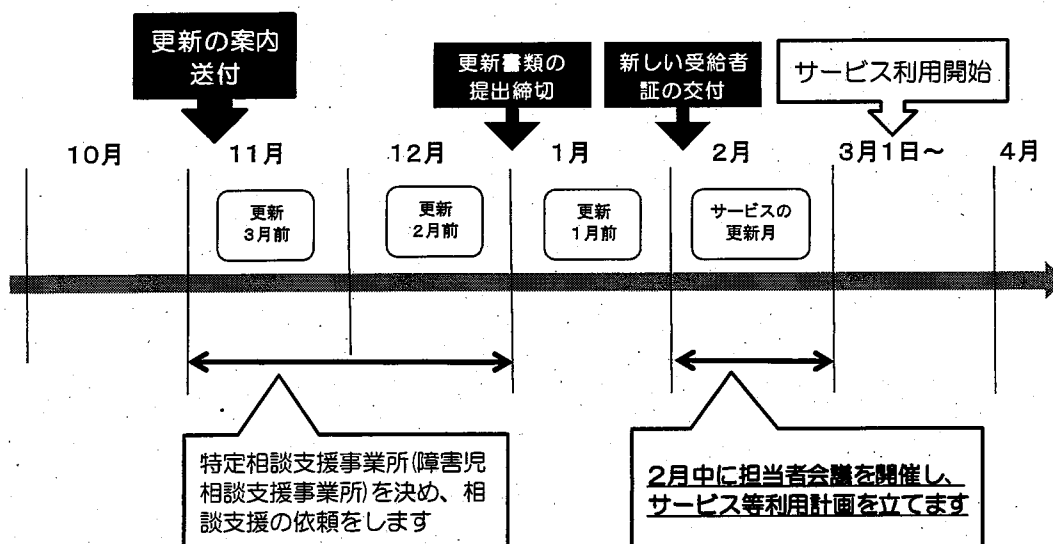 更新の案内
送付
更新書類の
提出締切
新しい受給者
証の交付
サービス利用開始
10月
11月
12月
1月
2月
3月1日～
4月
更新
3月前
更新
2月前
更新
1月前
サービスの
更新月
特定相談支援事業所(障害児
相談支援事業所)を決め、相
談支援の依頼をします
2月中に担当者会議を開催し、
サービス等利用計画を立てます